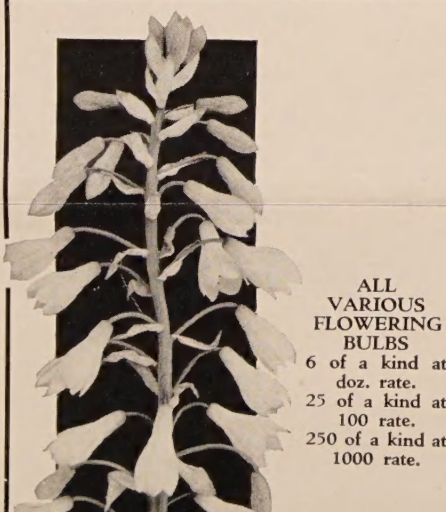 ALL
VARIOUS
FLOWERING
BULBS
6 of a kind at
doz. rate.
25 of a kind at
100 rate.
250 of a kind at
1000 rate.